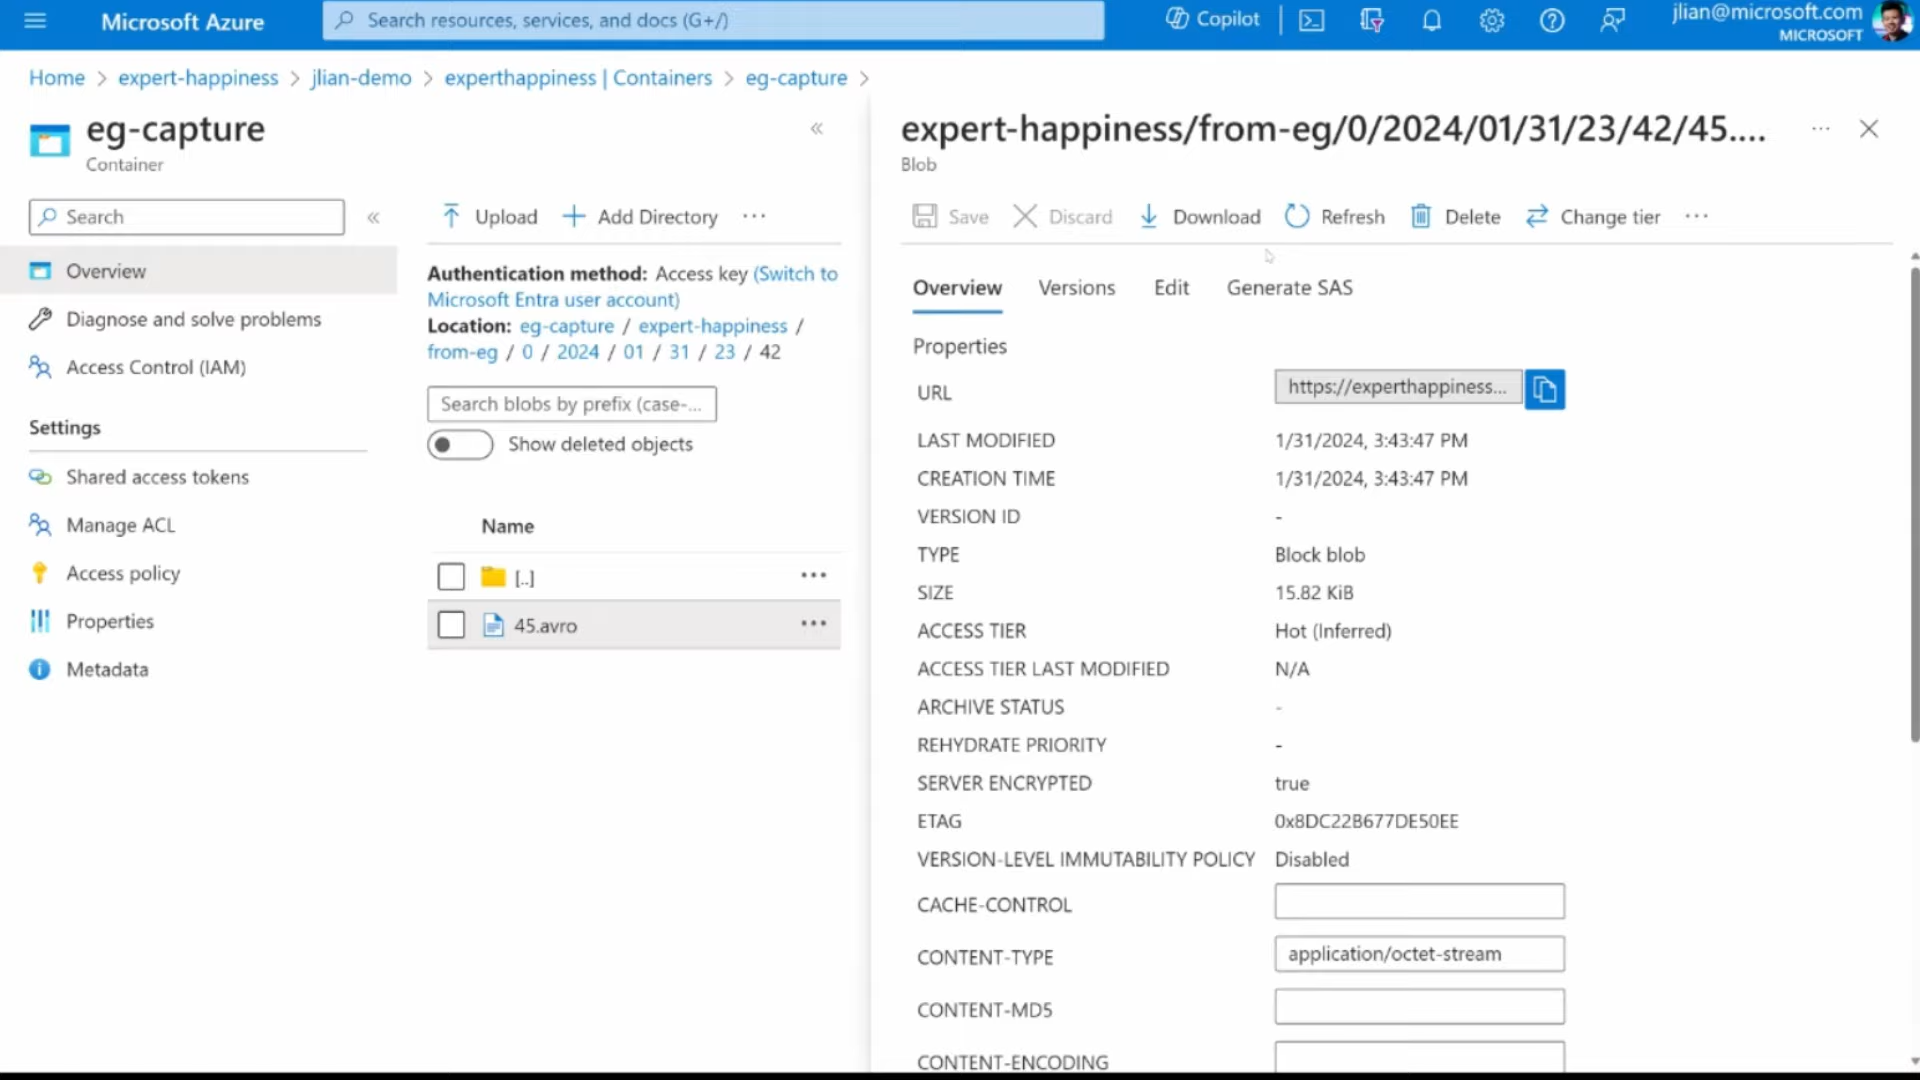 Microsoft Azure
Search resources, services, and docs (G+/)
Copilot
jlian@microsoft.com
MICROSOFT
Home > expert-happiness > jlian-demo > experthappiness | Containers > eg-capture >
eg-capture
Container
Search
Overview
Diagnose and solve problems
Access Control (IAM)
Settings
Shared access tokens
Manage ACL
Access policy
Properties
Metadata
Upload
Add Directory
Authentication method: Access key (Switch to
Microsoft Entra user account)
Location: eg-capture / expert-happiness /
from-eg / 0 / 2024 / 01 / 31 / 23 / 42
Search blobs by prefix (case-...
Show deleted objects
Name
[..]
45.avro
expert-happiness/from-eg/0/2024/01/31/23/42/45....
Blob
Save
Discard
Download
Refresh
Delete
Change tier
Overview
Versions
Edit
Generate SAS
Properties
URL https://experthappiness...
LAST MODIFIED 1/31/2024, 3:43:47 PM
CREATION TIME 1/31/2024, 3:43:47 PM
VERSION ID -
TYPE Block blob
SIZE 15.82 KiB
ACCESS TIER Hot (Inferred)
ACCESS TIER LAST MODIFIED N/A
ARCHIVE STATUS -
REHYDRATE PRIORITY -
SERVER ENCRYPTED true
ETAG 0x8DC22B677DE50EE
VERSION-LEVEL IMMUTABILITY POLICY Disabled
CACHE-CONTROL
CONTENT-TYPE application/octet-stream
CONTENT-MD5
CONTENT-ENCODING